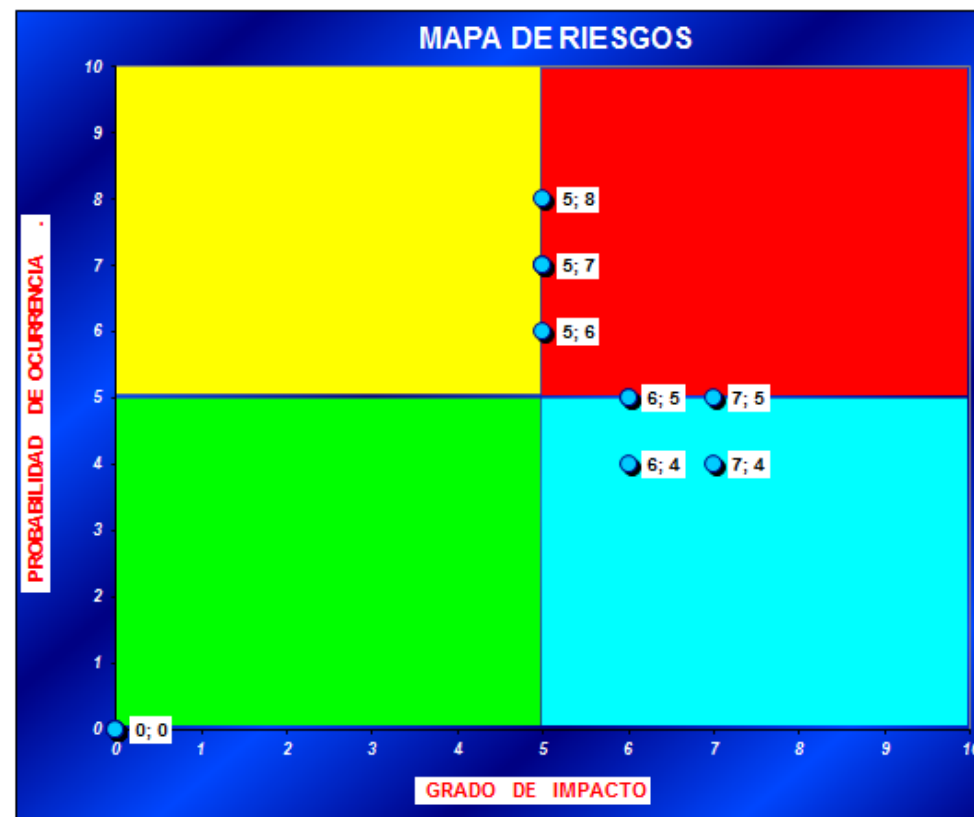 MAPA DE RIESGOS
10
9
8
7
6
5
4
3
2
1
0
PROBABILIDAD DE OCURRENCIA .
5; 8
5; 7
5; 6
6; 5 7; 5
6; 4 7; 4
0; 0
0 1 2 3 4 5 6 7 8 9 10
GRADO DE IMPACTO